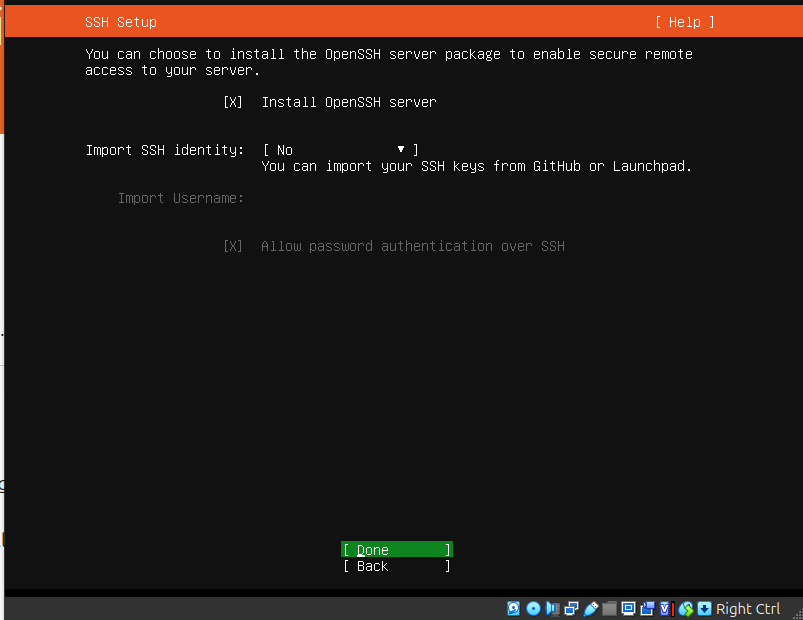 SSH Setup [ Help ]
You can choose to install the OpenSSH server package to enable secure remote
access to your server.
[X] Install OpenSSH server
Import SSH identity: [ No ▼ ]
You can import your SSH keys from GitHub or Launchpad.
Import Username:
[X] Allow password authentication over SSH
[ Done ]
[ Back ]
Right Ctrl